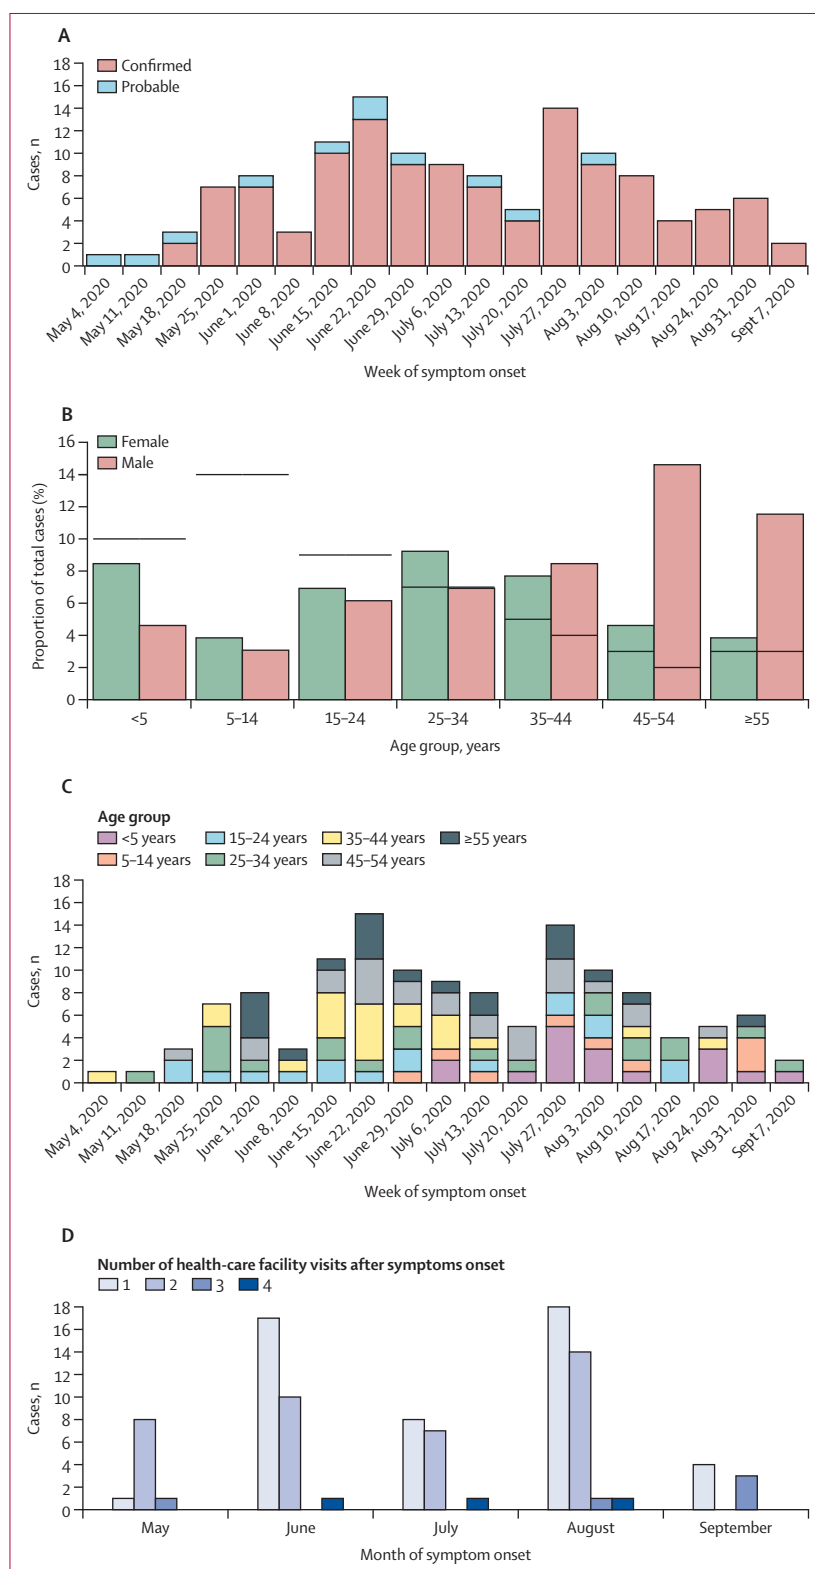 A
Confirmed
Probable
18
16
14
12
10
8
6
4
2
0
Cases, n
May 4, 2020
May 11, 2020
May 18, 2020
May 25, 2020
June 1, 2020
June 8, 2020
June 15, 2020
June 22, 2020
June 29, 2020
July 6, 2020
July 13, 2020
July 20, 2020
July 27, 2020
Aug 3, 2020
Aug 10, 2020
Aug 17, 2020
Aug 24, 2020
Aug 31, 2020
Sept 7, 2020
Week of symptom onset
B
Female
Male
16
14
12
10
8
6
4
2
0
Proportion of total cases (%)
<5 5–14 15–24 25–34 35–44 45–54 ≥55
Age group, years
C
Age group
<5 years 15–24 years 35–44 years ≥55 years
5–14 years 25–34 years 45–54 years
18
16
14
12
10
8
6
4
2
0
Cases, n
May 4, 2020
May 11, 2020
May 18, 2020
May 25, 2020
June 1, 2020
June 8, 2020
June 15, 2020
June 22, 2020
June 29, 2020
July 6, 2020
July 13, 2020
July 20, 2020
July 27, 2020
Aug 3, 2020
Aug 10, 2020
Aug 17, 2020
Aug 24, 2020
Aug 31, 2020
Sept 7, 2020
Week of symptom onset
D
Number of health-care facility visits after symptoms onset
1 2 3 4
18
16
14
12
10
8
6
4
2
0
Cases, n
May June July August September
Month of symptom onset